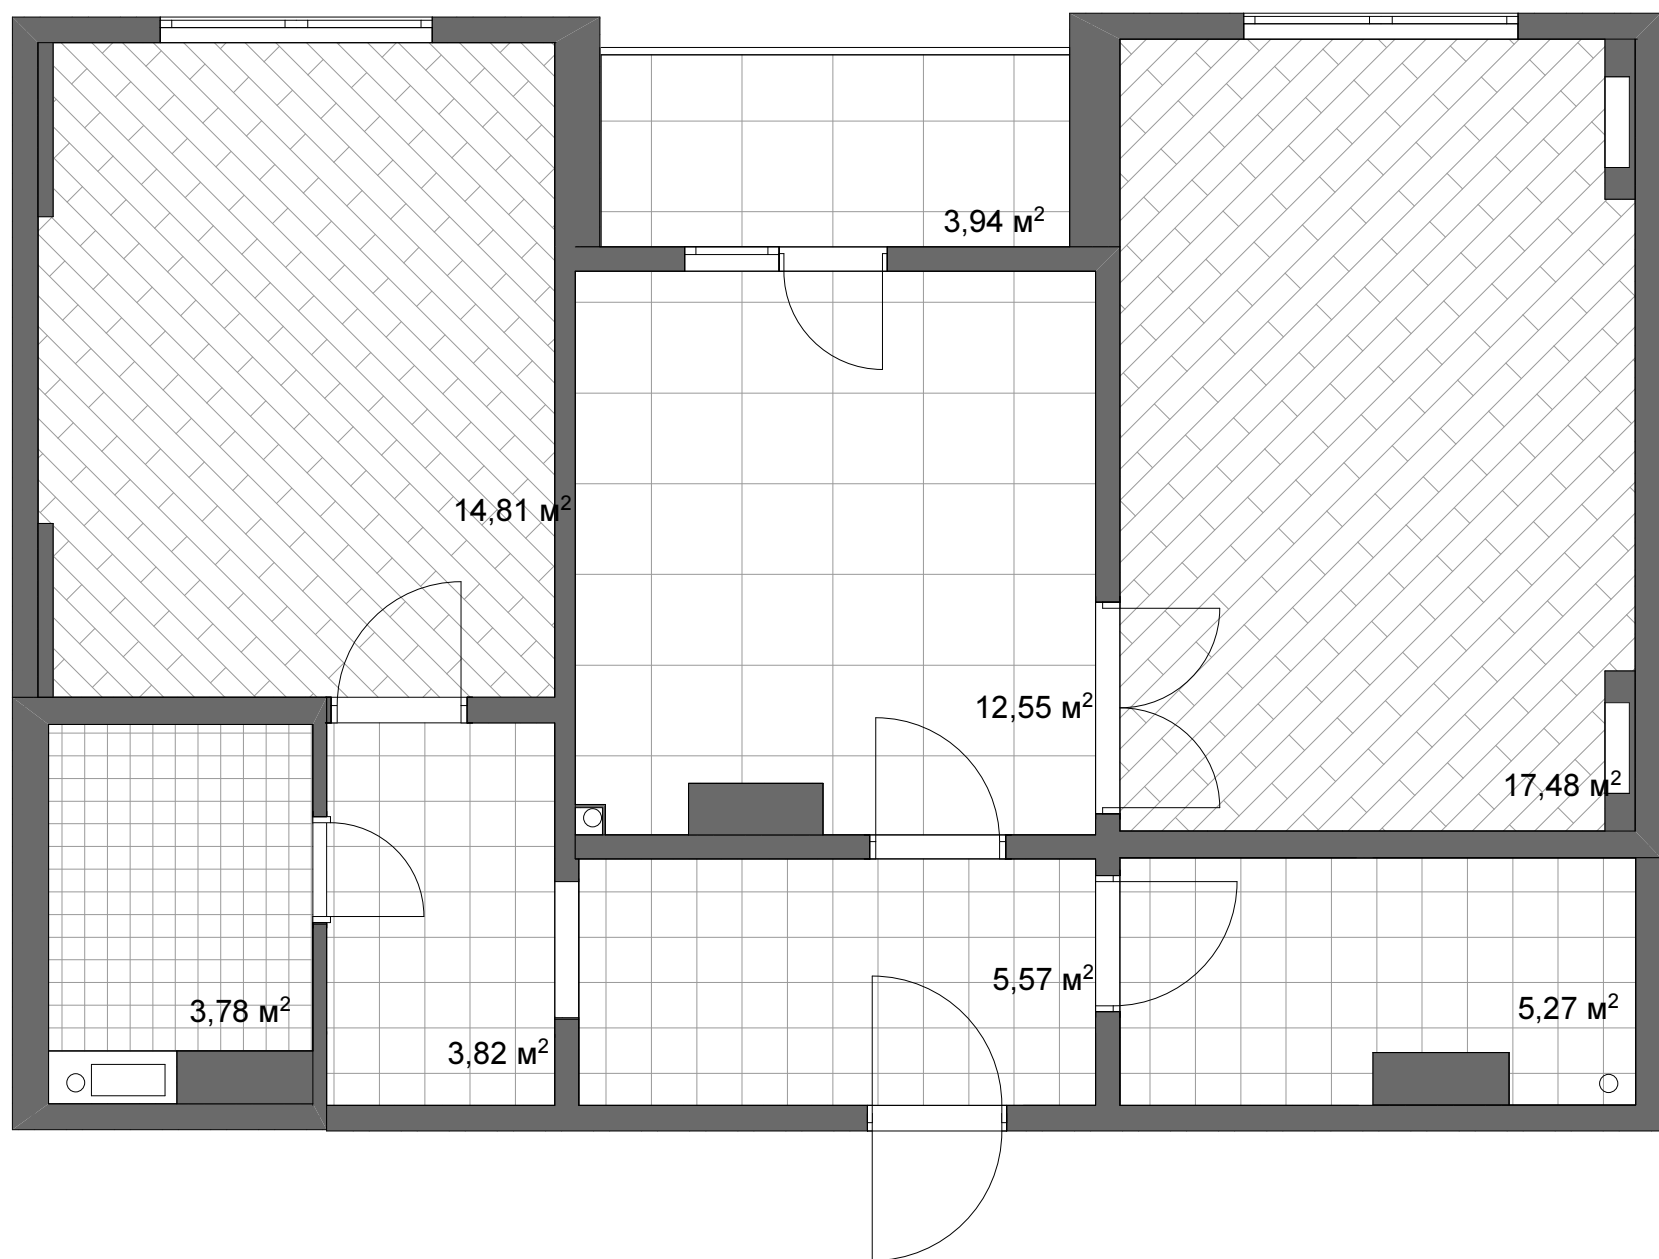 3,94 м²
14,81 м²
12,55 м²
17,48 м²
5,57 м²
3,78 м²
5,27 м²
3,82 м²